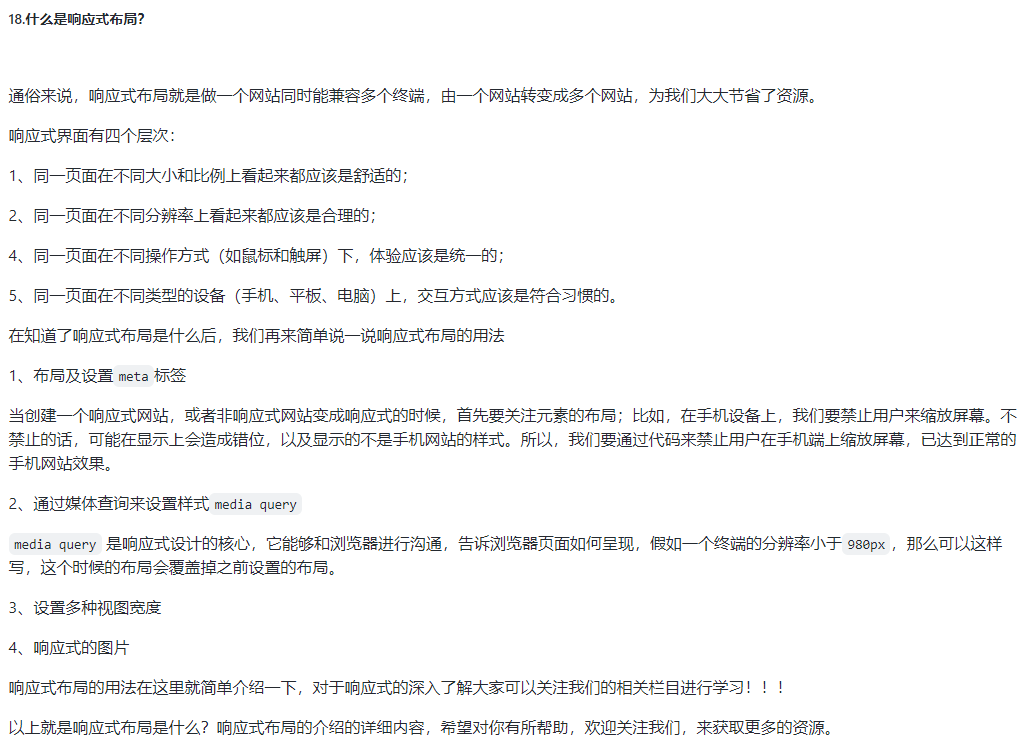 18.什么是响应式布局?
通俗来说，响应式布局就是做一个网站同时能兼容多个终端，由一个网站转变成多个网站，为我们大大节省了资源。
响应式界面有四个层次：
1、同一页面在不同大小和比例上看起来都应该是舒适的；
2、同一页面在不同分辨率上看起来都应该是合理的；
4、同一页面在不同操作方式（如鼠标和触屏）下，体验应该是统一的；
5、同一页面在不同类型的设备（手机、平板、电脑）上，交互方式应该是符合习惯的。
在知道了响应式布局是什么后，我们再来简单说一说响应式布局的用法
1、布局及设置 meta 标签
当创建一个响应式网站，或者非响应式网站变成响应式的时候，首先要关注元素的布局；比如，在手机设备上，我们要禁止用户来缩放屏幕。不
禁止的话，可能在显示上会造成错位，以及显示的不是手机网站的样式。所以，我们要通过代码来禁止用户在手机端上缩放屏幕，已达到正常的
手机网站效果。
2、通过媒体查询来设置样式 media query
media query 是响应式设计的核心，它能够和浏览器进行沟通，告诉浏览器页面如何呈现，假如一个终端的分辨率小于 980px ，那么可以这样
写，这个时候的布局会覆盖掉之前设置的布局。
3、设置多种视图宽度
4、响应式的图片
响应式布局的用法在这里就简单介绍一下，对于响应式的深入了解大家可以关注我们的相关栏目进行学习！！！
以上就是响应式布局是什么？响应式布局的介绍的详细内容，希望对你有所帮助，欢迎关注我们，来获取更多的资源。